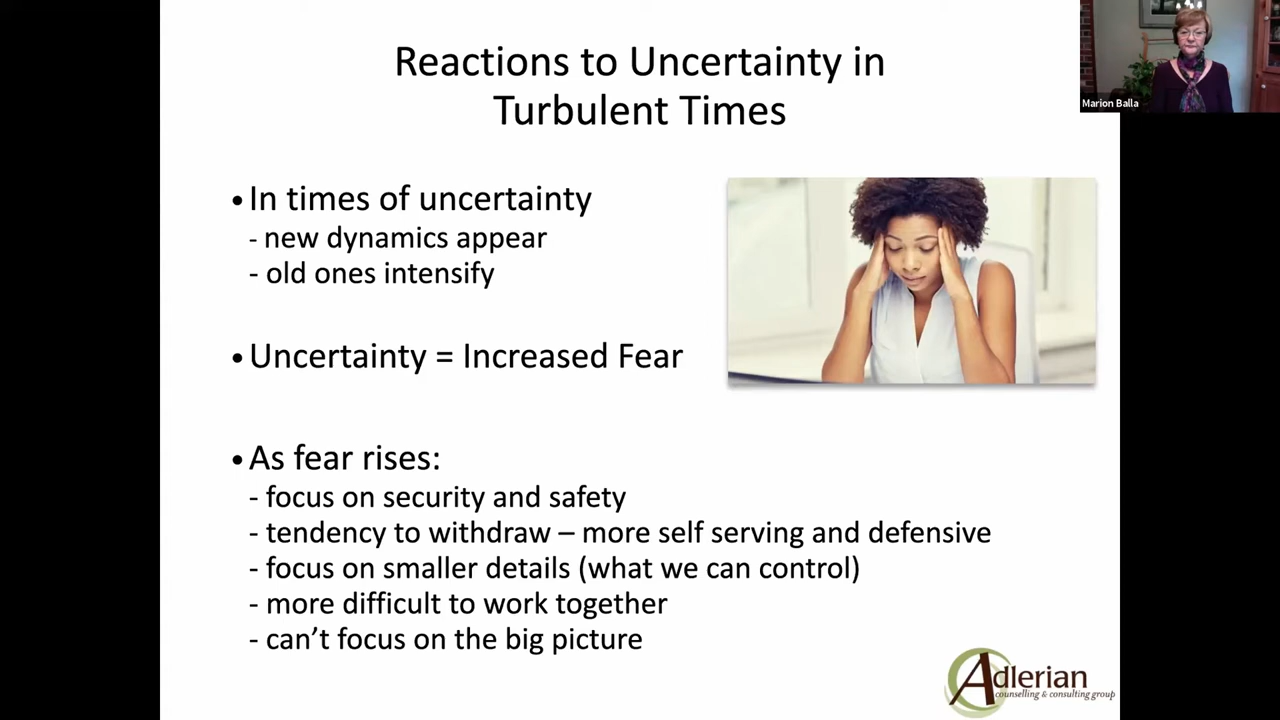 Reactions to Uncertainty in
Turbulent Times
Marion Balla
• In times of uncertainty
- new dynamics appear
- old ones intensify
• Uncertainty = Increased Fear
• As fear rises:
- focus on security and safety
- tendency to withdraw – more self serving and defensive
- focus on smaller details (what we can control)
- more difficult to work together
- can’t focus on the big picture
Adlerian
counselling & consulting group